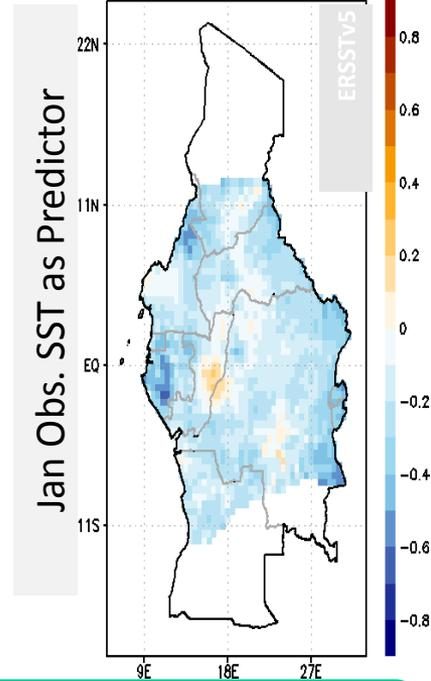 Jan Obs. SST as Predictor
ERSSTv5
22N
11N
EQ
11S
9E 18E 27E
0.8
0.6
0.4
0.2
0
-0.2
-0.4
-0.6
-0.8